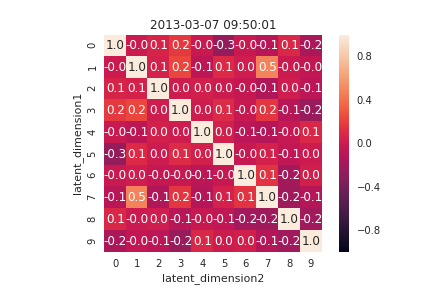 2013-03-07 09:50:01
latent_dimension1
0 1.0 -0.0 0.1 0.2 -0.0 -0.3 -0.0 -0.1 0.1 -0.2
1 -0.0 1.0 0.1 0.2 -0.1 0.1 0.0 0.5 -0.0 -0.0
2 0.1 0.1 1.0 0.0 0.0 0.0 -0.0 -0.1 0.0 -0.1
3 0.2 0.2 0.0 1.0 0.0 0.1 -0.0 0.2 -0.1 -0.2
4 -0.0 -0.1 0.0 0.0 1.0 0.0 -0.1 -0.1 -0.0 0.1
5 -0.3 0.1 0.0 0.1 0.0 1.0 -0.0 0.1 -0.1 0.0
6 -0.0 0.0 -0.0 -0.0 -0.1 -0.0 1.0 0.1 -0.2 0.0
7 -0.1 0.5 -0.1 0.2 -0.1 0.1 0.1 1.0 -0.2 -0.1
8 0.1 -0.0 0.0 -0.1 -0.0 -0.1 -0.2 -0.2 1.0 -0.2
9 -0.2 -0.0 -0.1 -0.2 0.1 0.0 0.0 -0.1 -0.2 1.0
0 1 2 3 4 5 6 7 8 9
latent_dimension2
0.8
0.4
0.0
-0.4
-0.8